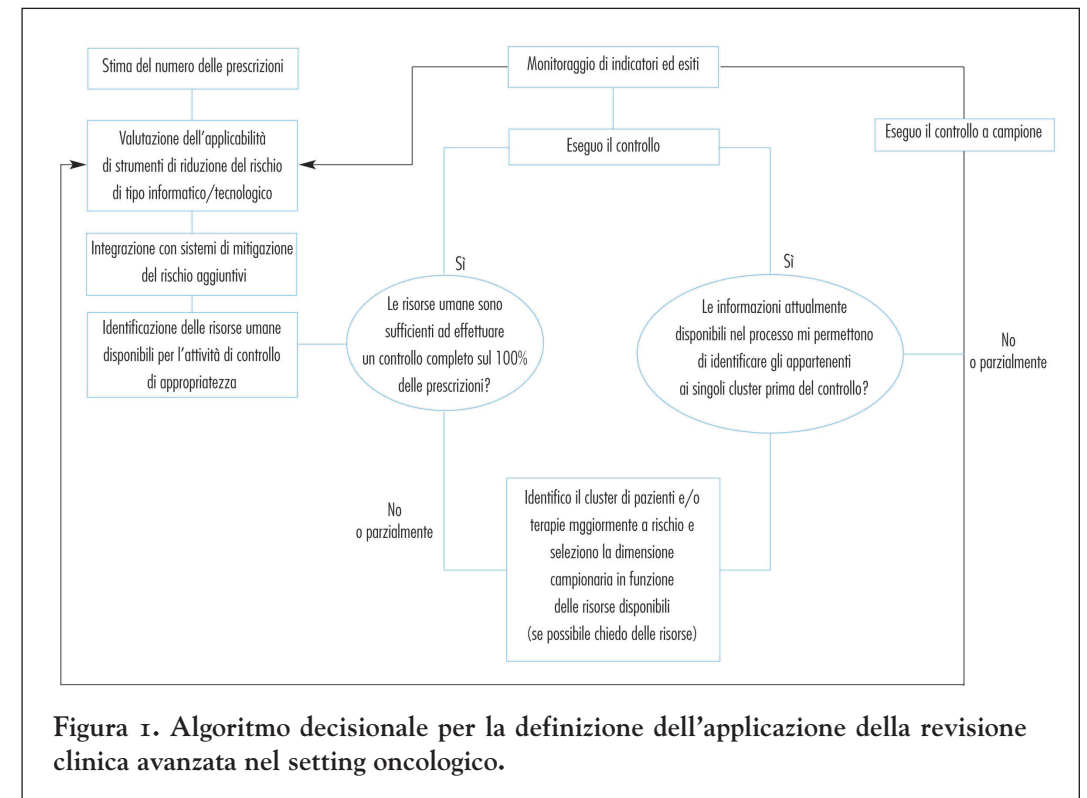 Stima del numero delle prescrizioni
Valutazione dell'applicabilità
di strumenti di riduzione del rischio
di tipo informatico/tecnologico
Integrazione con sistemi di mitigazione
del rischio aggiuntivi
Identificazione delle risorse umane
disponibili per l'attività di controllo
di appropriatezza
Monitoraggio di indicatori ed esiti
Eseguo il controllo
Eseguo il controllo a campione
Sì
Le risorse umane sono
sufficienti ad effettuare
un controllo completo sul 100%
delle prescrizioni?
Sì
Le informazioni attualmente
disponibili nel processo mi permettono
di identificare gli appartenenti
ai singoli cluster prima del controllo?
No
o parzialmente
No
o parzialmente
Identifico il cluster di pazienti e/o
terapie mggiormente a rischio e
seleziono la dimensione
campionaria in funzione
delle risorse disponibili
(se possibile chiedo delle risorse)
Figura 1. Algoritmo decisionale per la definizione dell'applicazione della revisione
clinica avanzata nel setting oncologico.